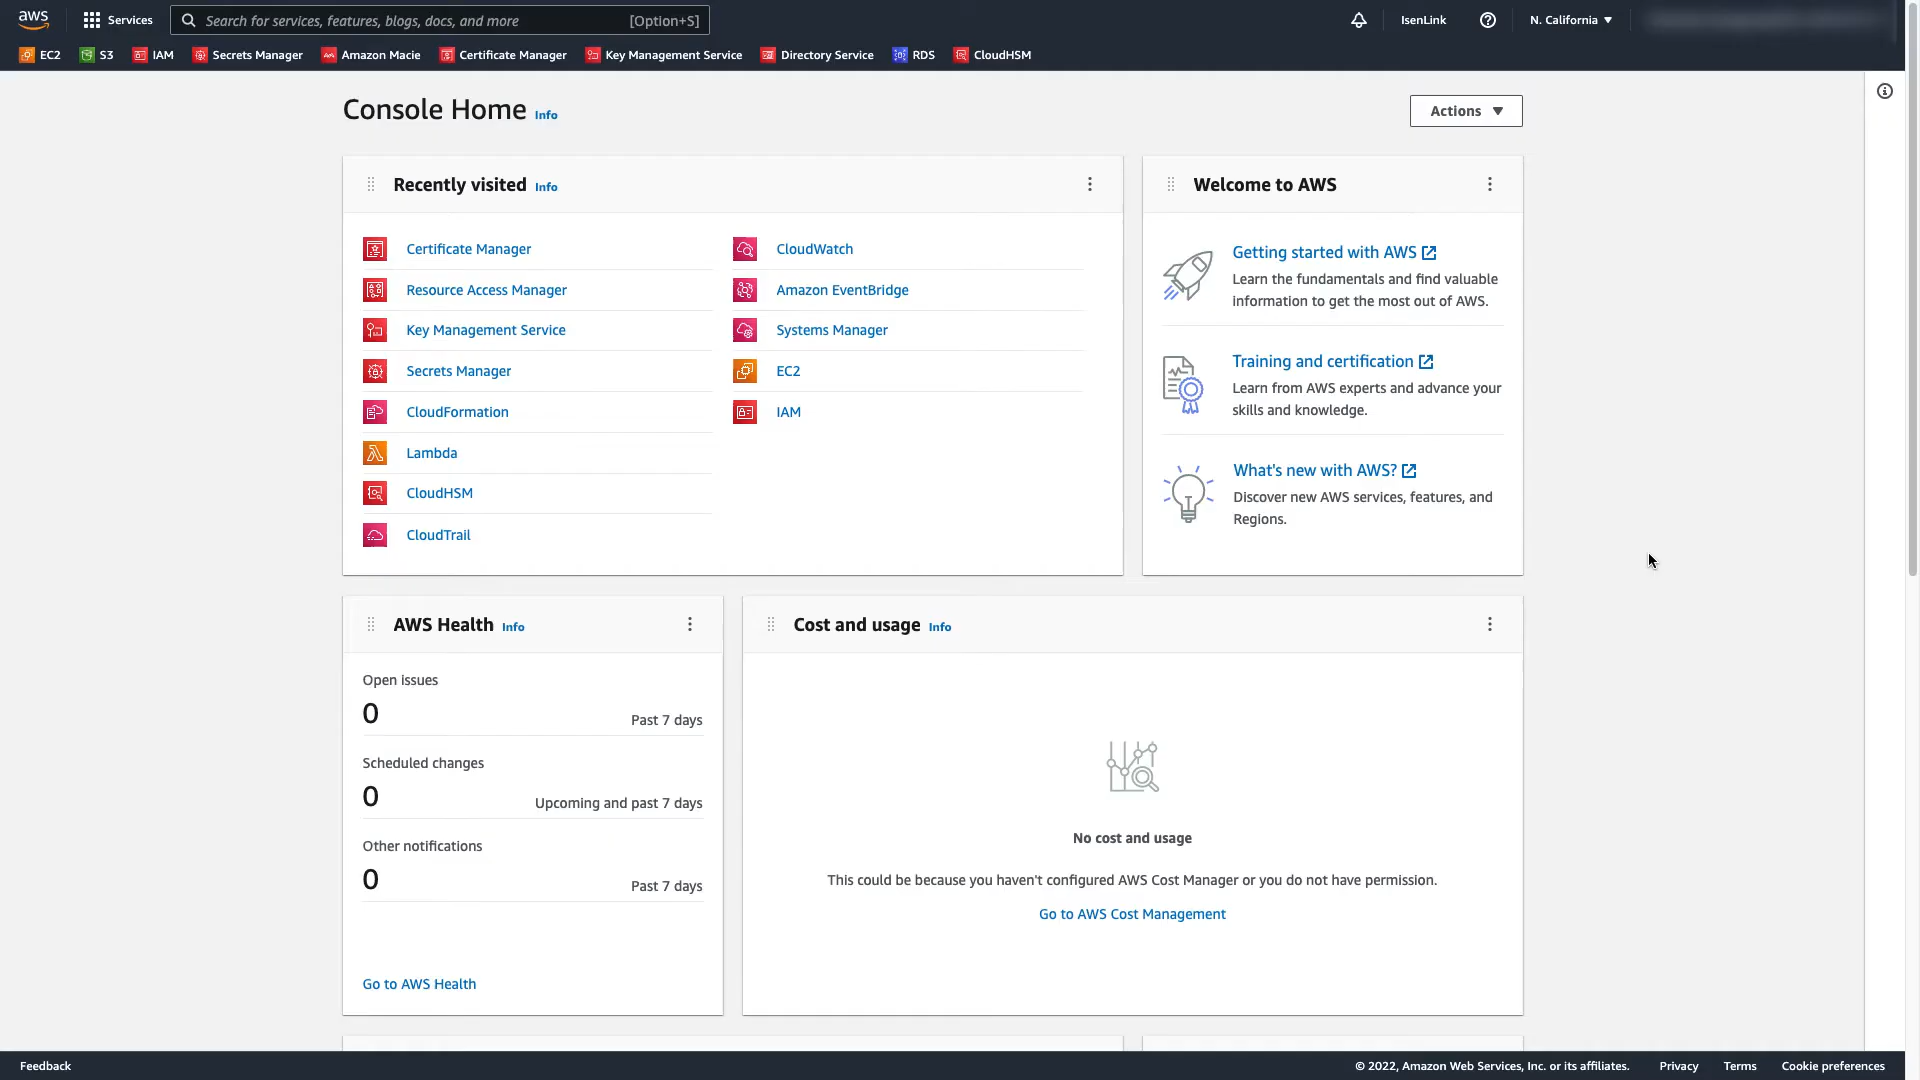 aws
Services
Search for services, features, blogs, docs, and more
[Option+S]
IsenLink
N. California
EC2
S3
IAM
Secrets Manager
Amazon Macie
Certificate Manager
Key Management Service
Directory Service
RDS
CloudHSM
Console Home Info
Actions
Recently visited Info
Certificate Manager
Resource Access Manager
Key Management Service
Secrets Manager
CloudFormation
Lambda
CloudHSM
CloudTrail
CloudWatch
Amazon EventBridge
Systems Manager
EC2
IAM
Welcome to AWS
Getting started with AWS
Learn the fundamentals and find valuable
information to get the most out of AWS.
Training and certification
Learn from AWS experts and advance your
skills and knowledge.
What's new with AWS?
Discover new AWS services, features, and
Regions.
AWS Health Info
Open issues
0
Past 7 days
Scheduled changes
0
Upcoming and past 7 days
Other notifications
0
Past 7 days
Go to AWS Health
Cost and usage Info
No cost and usage
This could be because you haven't configured AWS Cost Manager or you do not have permission.
Go to AWS Cost Management
Feedback
© 2022, Amazon Web Services, Inc. or its affiliates.
Privacy
Terms
Cookie preferences